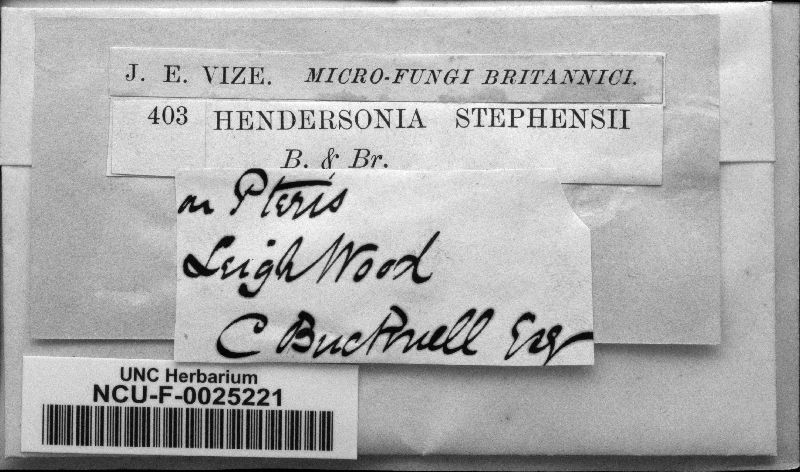 J. E. VIZE. MICRO-FUNGI BRITANNICI.
403 HENDERSONIA STEPHENSII
B. & Br.
on Pteris
Leigh Wood
C Bucknell Esq
UNC Herbarium
NCU-F-0025221